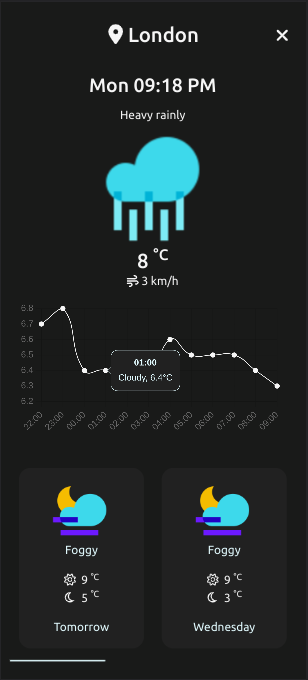 London
Mon 09:18 PM
Heavy rainly
8 °C
3 km/h
6.8
6.7
6.6
6.5
6.4
6.3
6.2
01:00
Cloudy, 6.4°C
22:00 23:00 00:00 01:00 02:00 03:00 04:00 05:00 06:00 07:00 08:00 09:00
Foggy
9 °C
5 °C
Tomorrow
Foggy
9 °C
3 °C
Wednesday